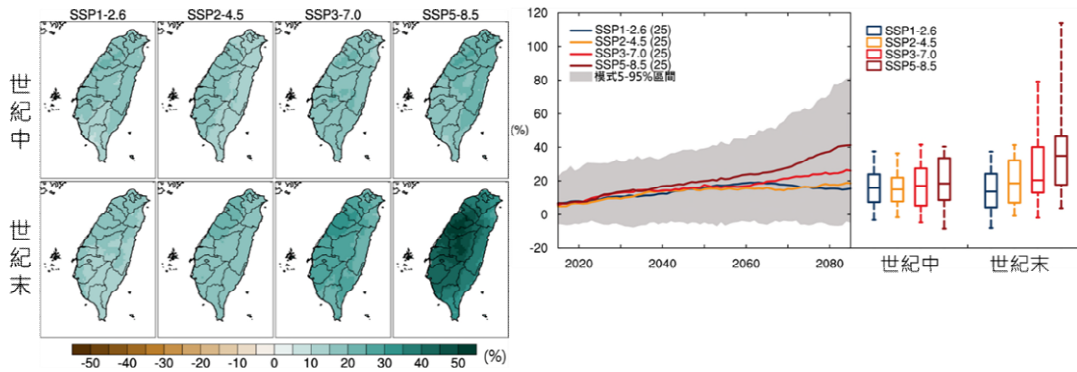 SSP1-2.6 SSP2-4.5 SSP3-7.0 SSP5-8.5
世紀中
世紀末
-50 -40 -30 -20 -10 0 10 20 30 40 50 (%)
(%)
120
100
80
60
40
20
0
-20
SSP1-2.6 (25)
SSP2-4.5 (25)
SSP3-7.0 (25)
SSP5-8.5 (25)
模式5-95%區間
2020 2040 2060 2080
SSP1-2.6
SSP2-4.5
SSP3-7.0
SSP5-8.5
世紀中 世紀末